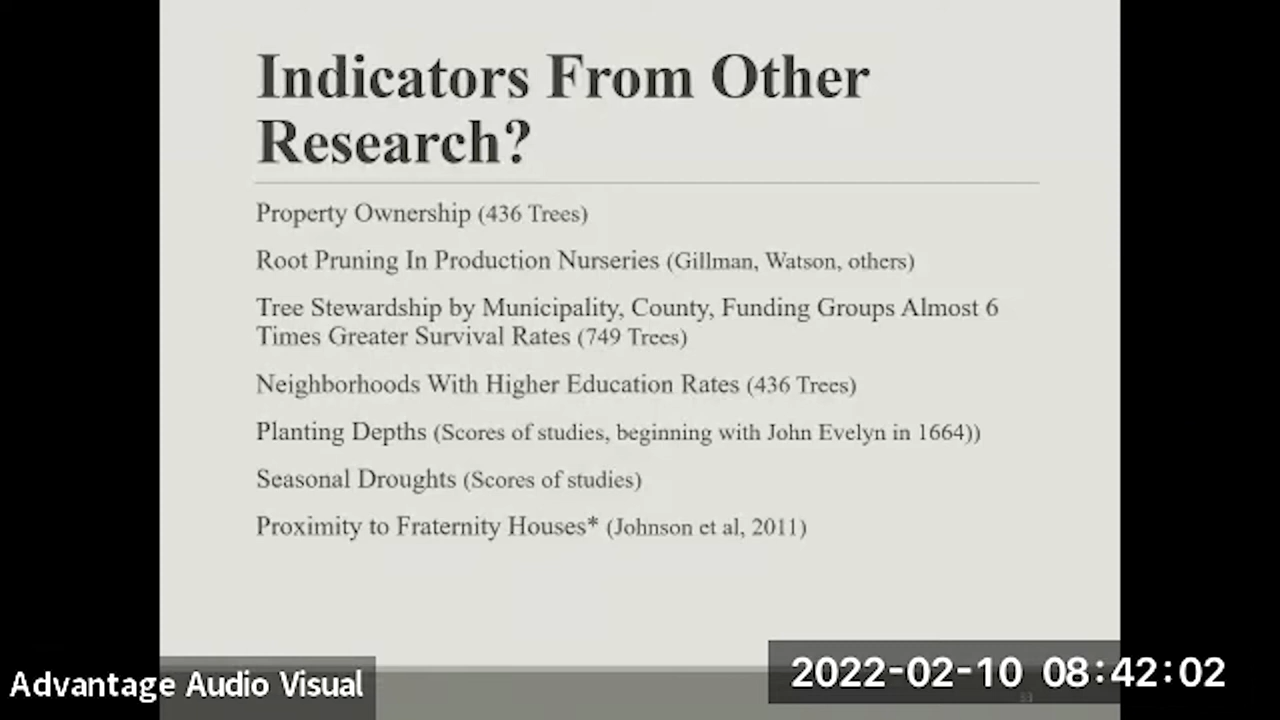 Indicators From Other
Research?
Property Ownership (436 Trees)
Root Pruning In Production Nurseries (Gillman, Watson, others)
Tree Stewardship by Municipality, County, Funding Groups Almost 6
Times Greater Survival Rates (749 Trees)
Neighborhoods With Higher Education Rates (436 Trees)
Planting Depths (Scores of studies, beginning with John Evelyn in 1664))
Seasonal Droughts (Scores of studies)
Proximity to Fraternity Houses* (Johnson et al, 2011)
Advantage Audio Visual
2022-02-10 08:42:02